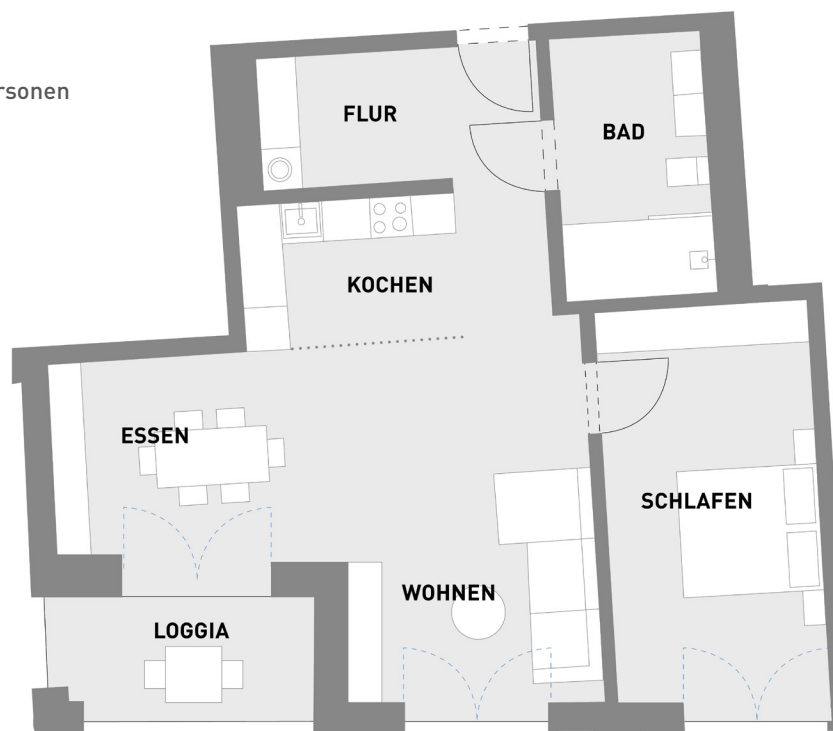 rsonen
FLUR
BAD
KOCHEN
ESSEN
SCHLAFEN
WOHNEN
LOGGIA